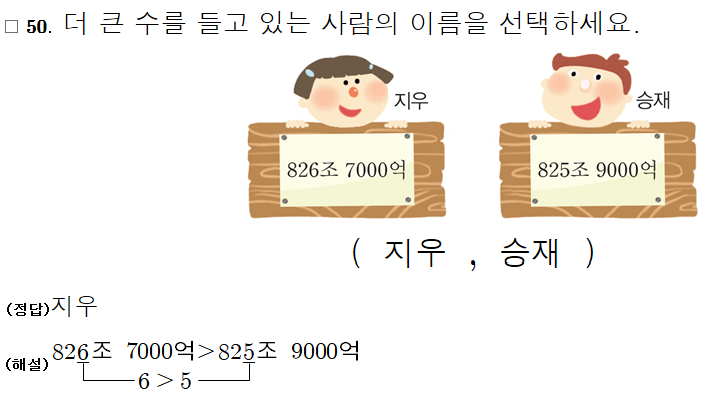 □ 50. 더 큰 수를 들고 있는 사람의 이름을 선택하세요.
지우
승재
826조 7000억
825조 9000억
( 지우 , 승재 )
(정답)지우
(해설) 826조 7000억>825조 9000억
6 > 5